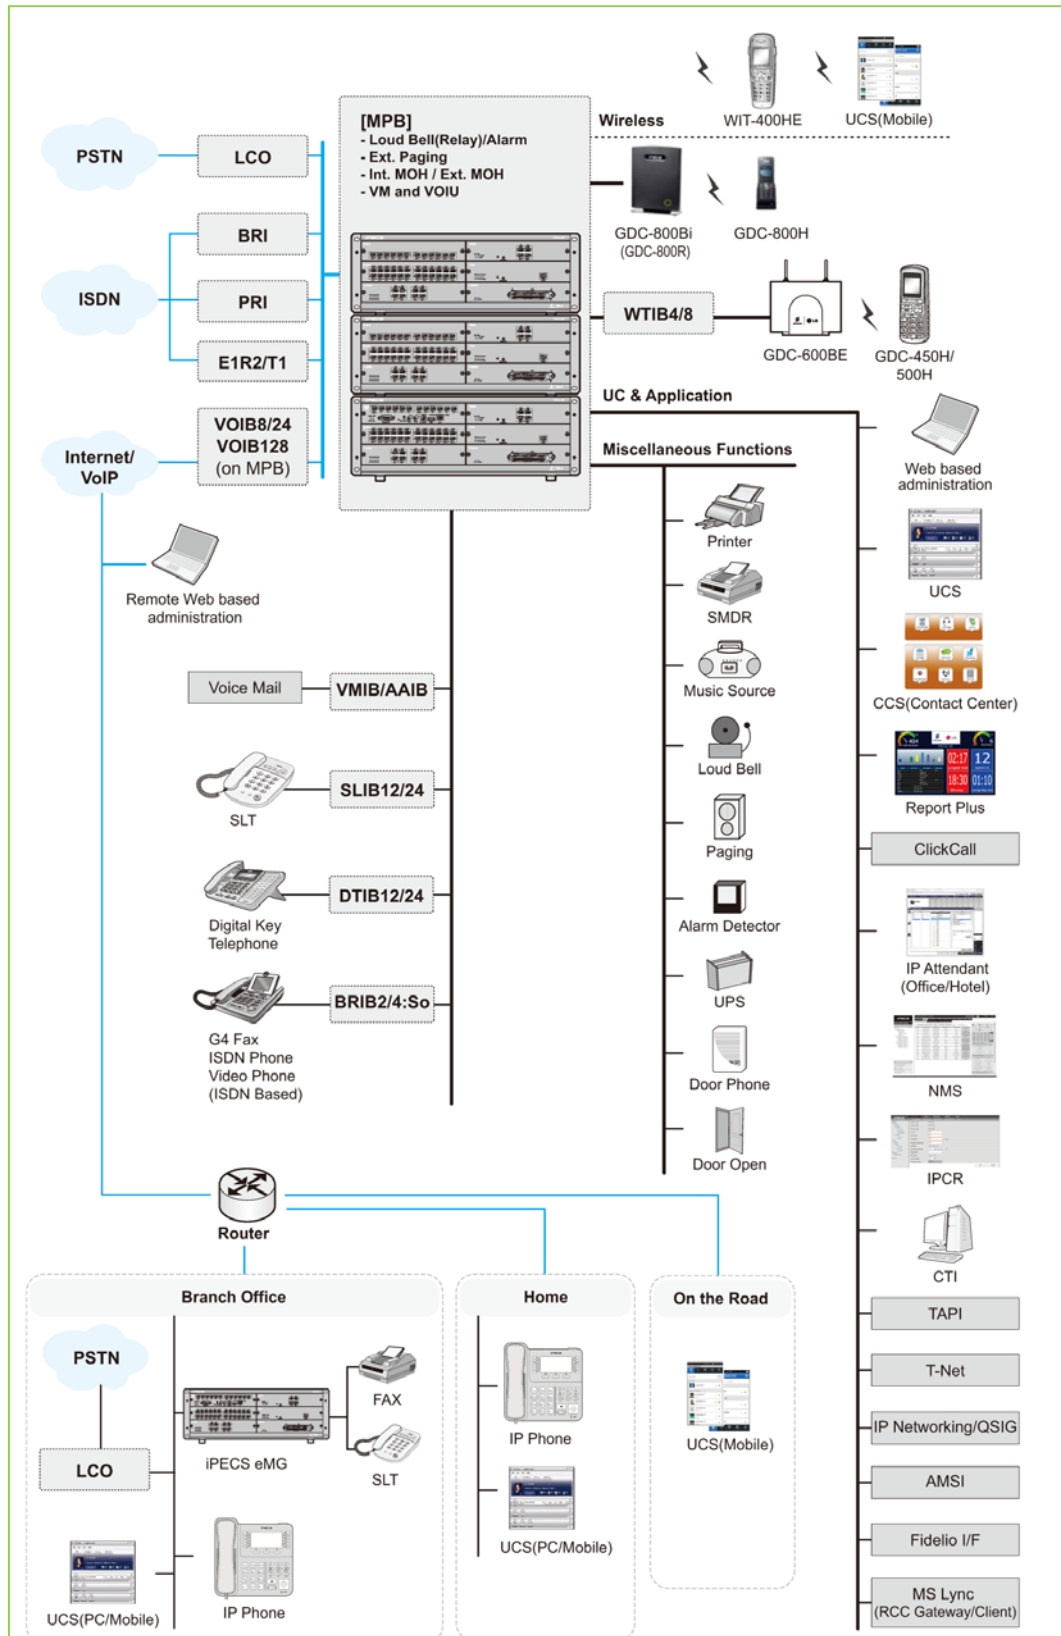 [MPB]
- Loud Bell(Relay)/Alarm
- Ext. Paging
- Int. MOH / Ext. MOH
- VM and VOIU
Wireless
WIT-400HE
UCS(Mobile)
PSTN
LCO
BRI
ISDN
PRI
E1R2/T1
VOIB8/24
VOIB128
(on MPB)
Internet/
VoIP
GDC-800Bi
(GDC-800R)
GDC-800H
WTIB4/8
GDC-600BE
GDC-450H/
500H
UC & Application
Miscellaneous Functions
Remote Web based
administration
Voice Mail
VMIB/AAIB
SLIB12/24
SLT
DTIB12/24
Digital Key
Telephone
BRIB2/4:So
G4 Fax
ISDN Phone
Video Phone
(ISDN Based)
Printer
SMDR
Music Source
Loud Bell
Paging
Alarm Detector
UPS
Door Phone
Door Open
Web based
administration
UCS
CCS(Contact Center)
02:17
12
18:30
01:10
Report Plus
ClickCall
IP Attendant
(Office/Hotel)
NMS
IPCR
CTI
TAPI
T-Net
IP Networking/QSIG
AMSI
Fidelio I/F
MS Lync
(RCC Gateway/Client)
Router
Branch Office
PSTN
LCO
iPECS eMG
FAX
SLT
UCS(PC/Mobile)
IP Phone
Home
IP Phone
UCS(PC/Mobile)
On the Road
UCS(Mobile)